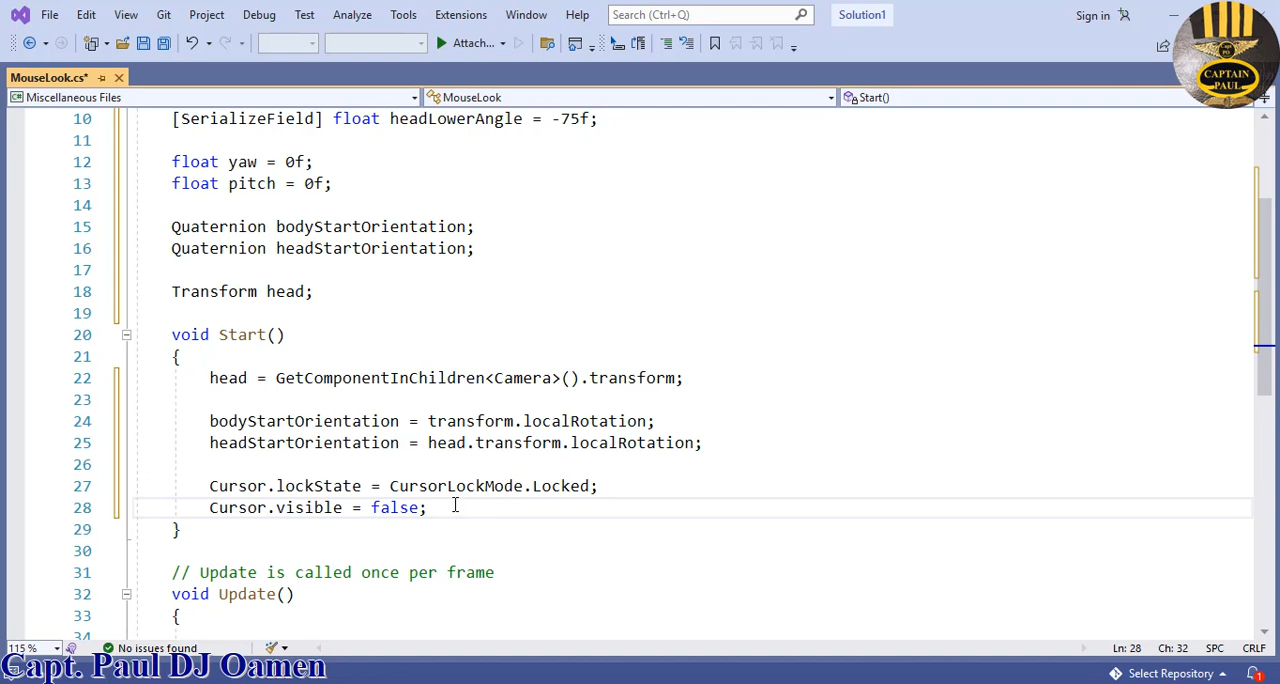 File Edit View Git Project Debug Test Analyze Tools Extensions Window Help Search (Ctrl+Q) Solution1 Sign in
Attach...
CAPTAIN
PAUL
MouseLook.cs*
Miscellaneous Files MouseLook Start()
10 [SerializeField] float headLowerAngle = -75f;
11
12 float yaw = 0f;
13 float pitch = 0f;
14
15 Quaternion bodyStartOrientation;
16 Quaternion headStartOrientation;
17
18 Transform head;
19
20 void Start()
21 {
22 head = GetComponentInChildren<Camera>().transform;
23
24 bodyStartOrientation = transform.localRotation;
25 headStartOrientation = head.transform.localRotation;
26
27 Cursor.lockState = CursorLockMode.Locked;
28 Cursor.visible = false;
29 }
30
31 // Update is called once per frame
32 void Update()
33 {
34
115 % No issues found Ln: 28 Ch: 32 SPC CRLF
Capt. Paul DJ Oamen Select Repository 1